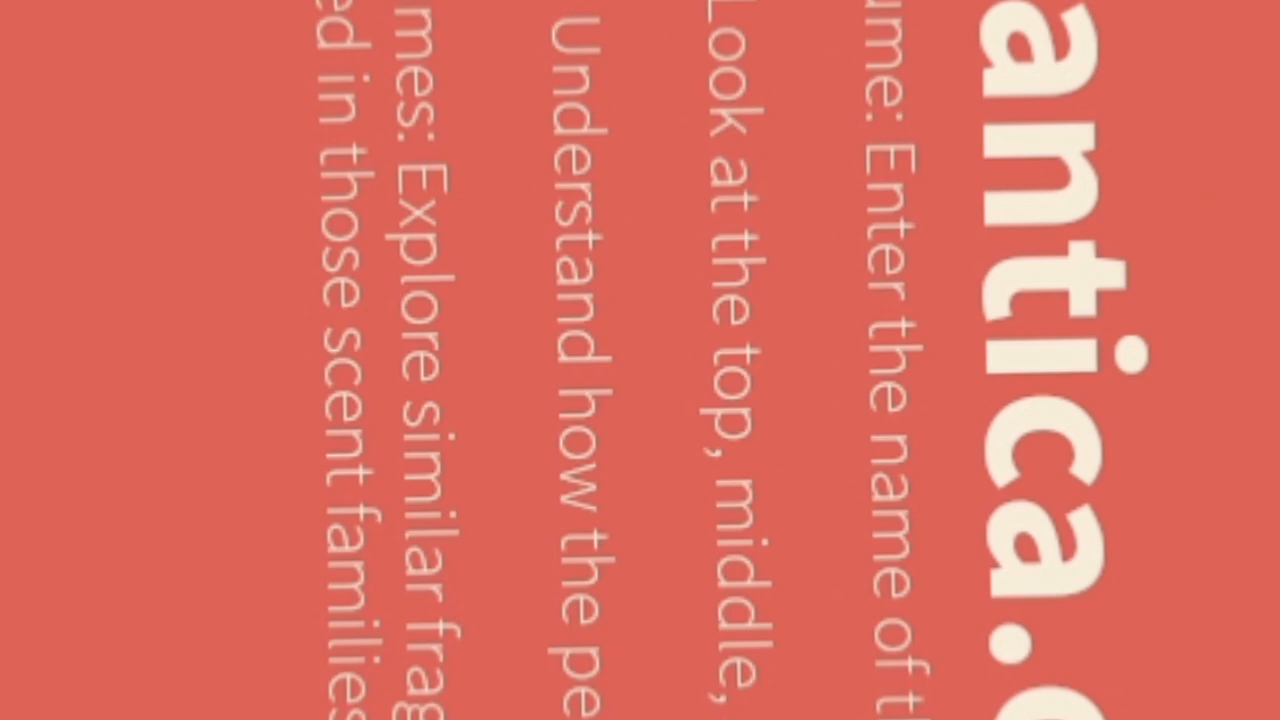 antica.
ume: Enter the name of t
Look at the top, middle,
Understand how the pe
mes: Explore similar frag
ed in those scent families